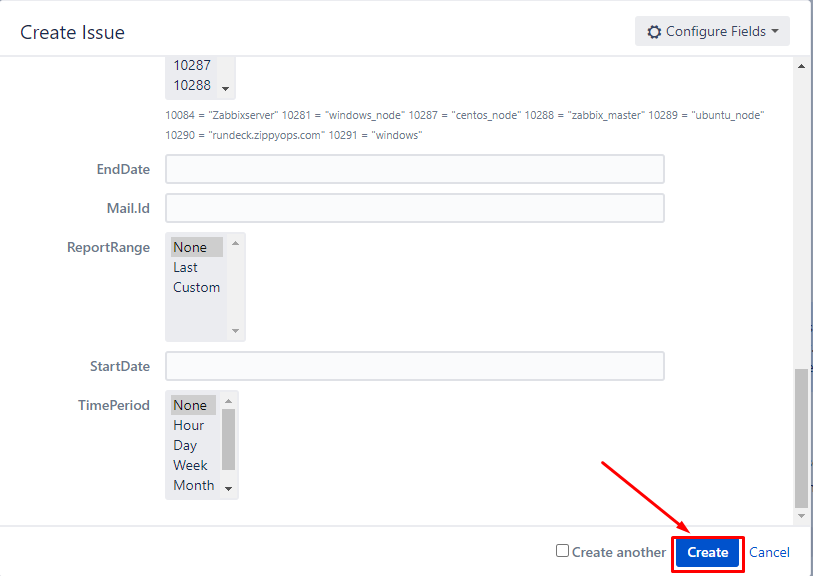 Create Issue
Configure Fields
10287
10288
10084 = "Zabbixserver" 10281 = "windows_node" 10287 = "centos_node" 10288 = "zabbix_master" 10289 = "ubuntu_node"
10290 = "rundeck.zippyops.com" 10291 = "windows"
EndDate
Mail.Id
ReportRange
None
Last
Custom
StartDate
TimePeriod
None
Hour
Day
Week
Month
Create another Create Cancel